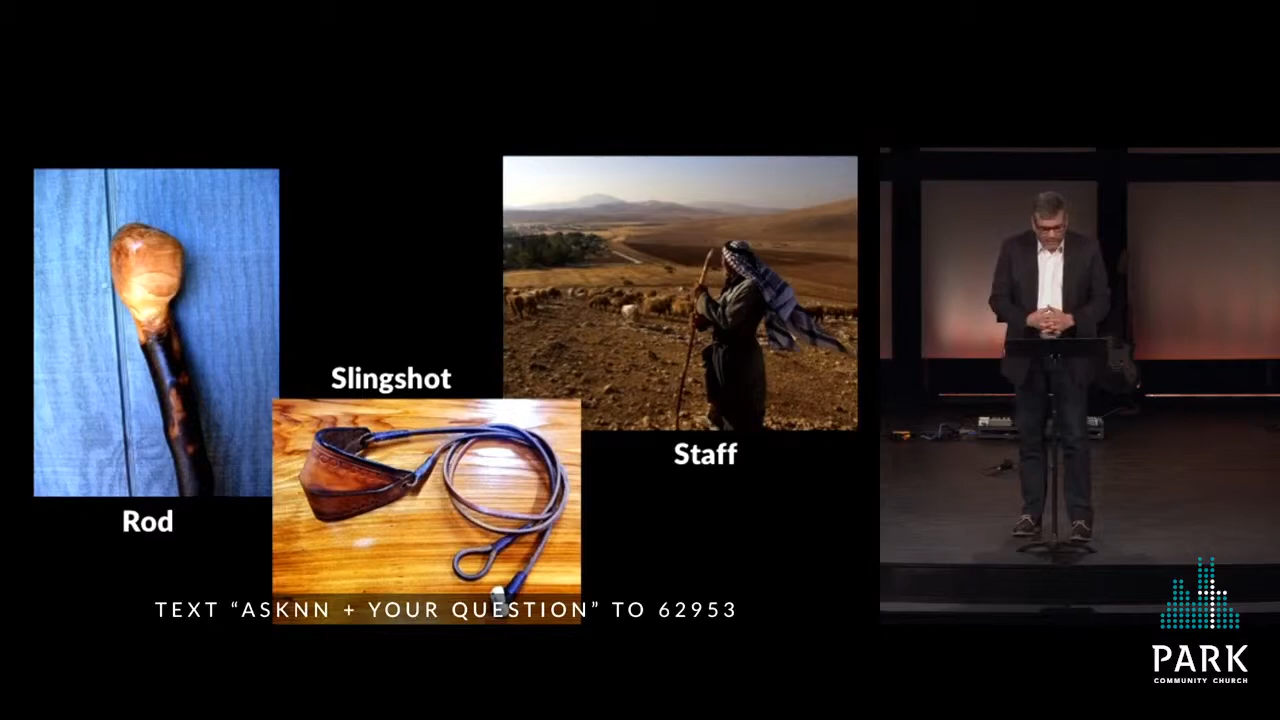 Slingshot
Staff
Rod
TEXT “ASKNN + YOUR QUESTION” TO 62953
PARK
COMMUNITY CHURCH